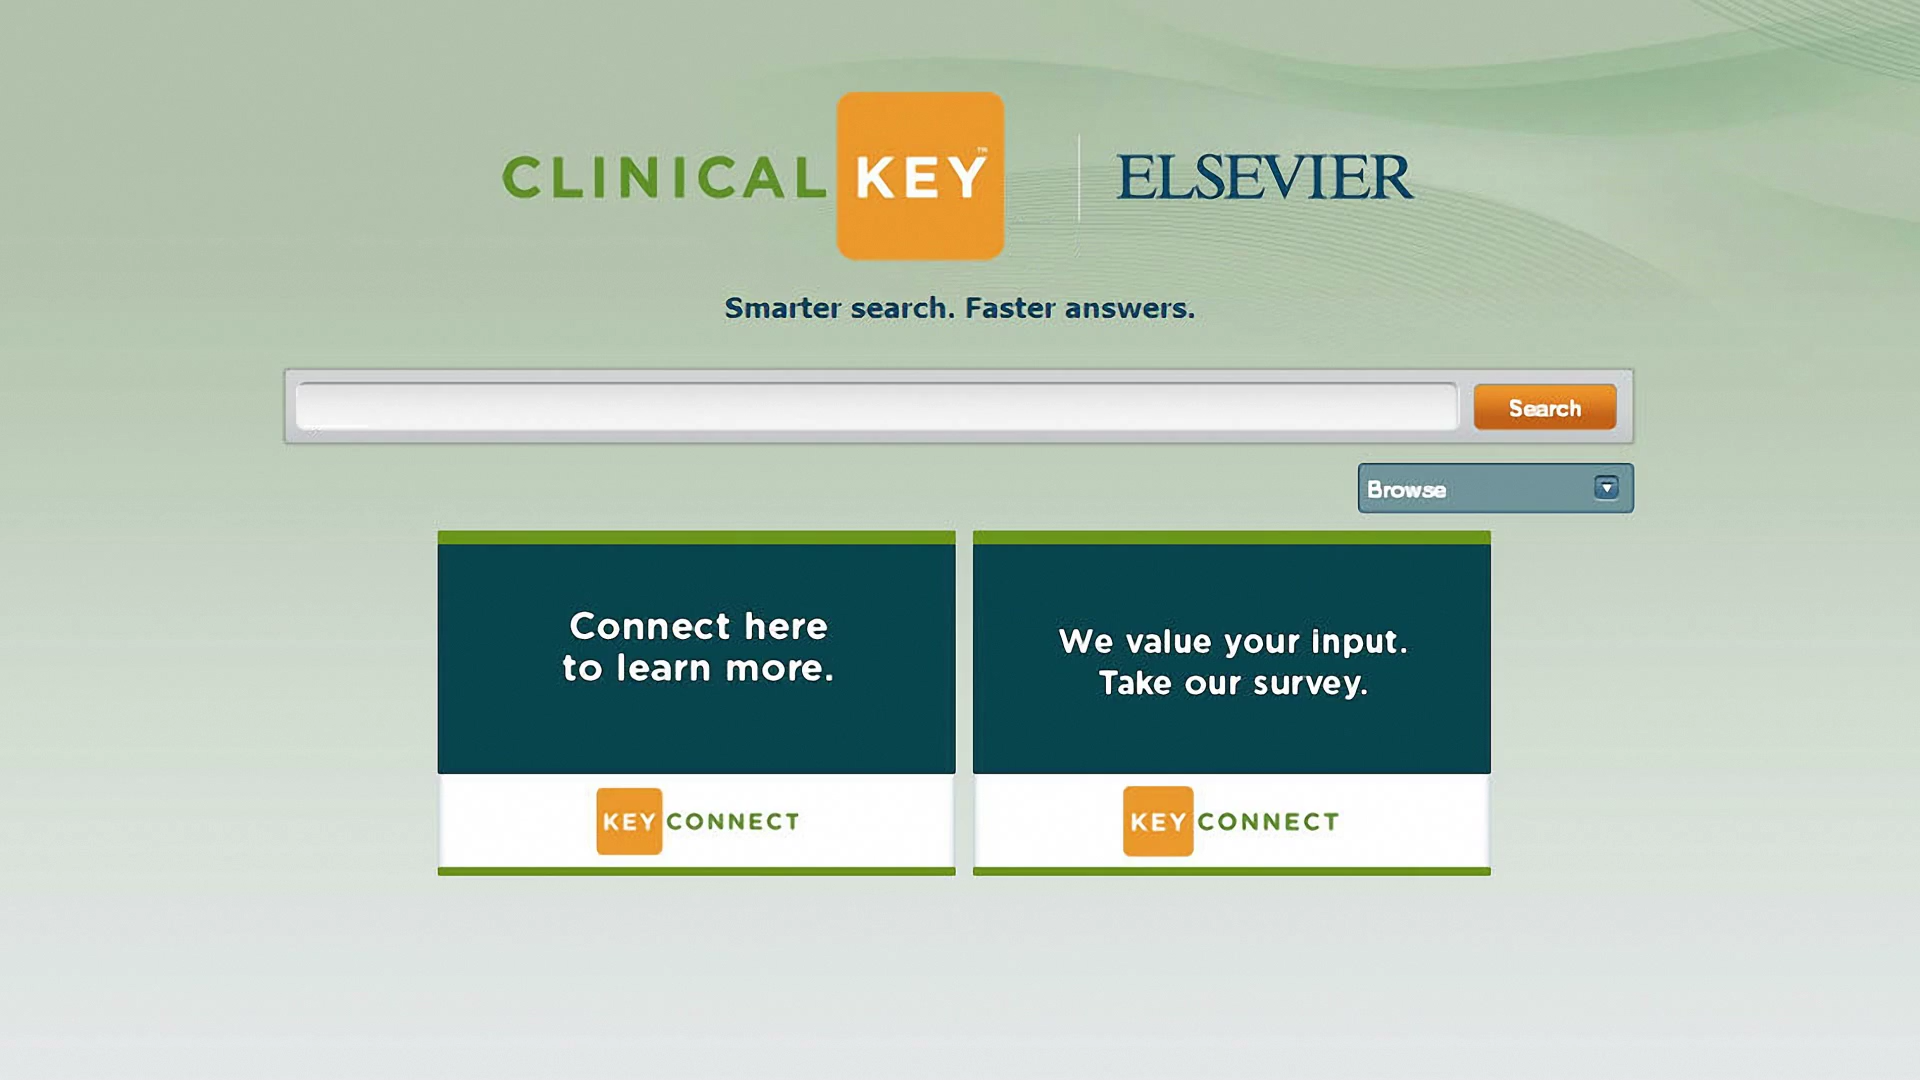 CLINICAL KEY™ ELSEVIER
Smarter search. Faster answers.
Search
Browse
Connect here
to learn more.
KEY CONNECT
We value your input.
Take our survey.
KEY CONNECT